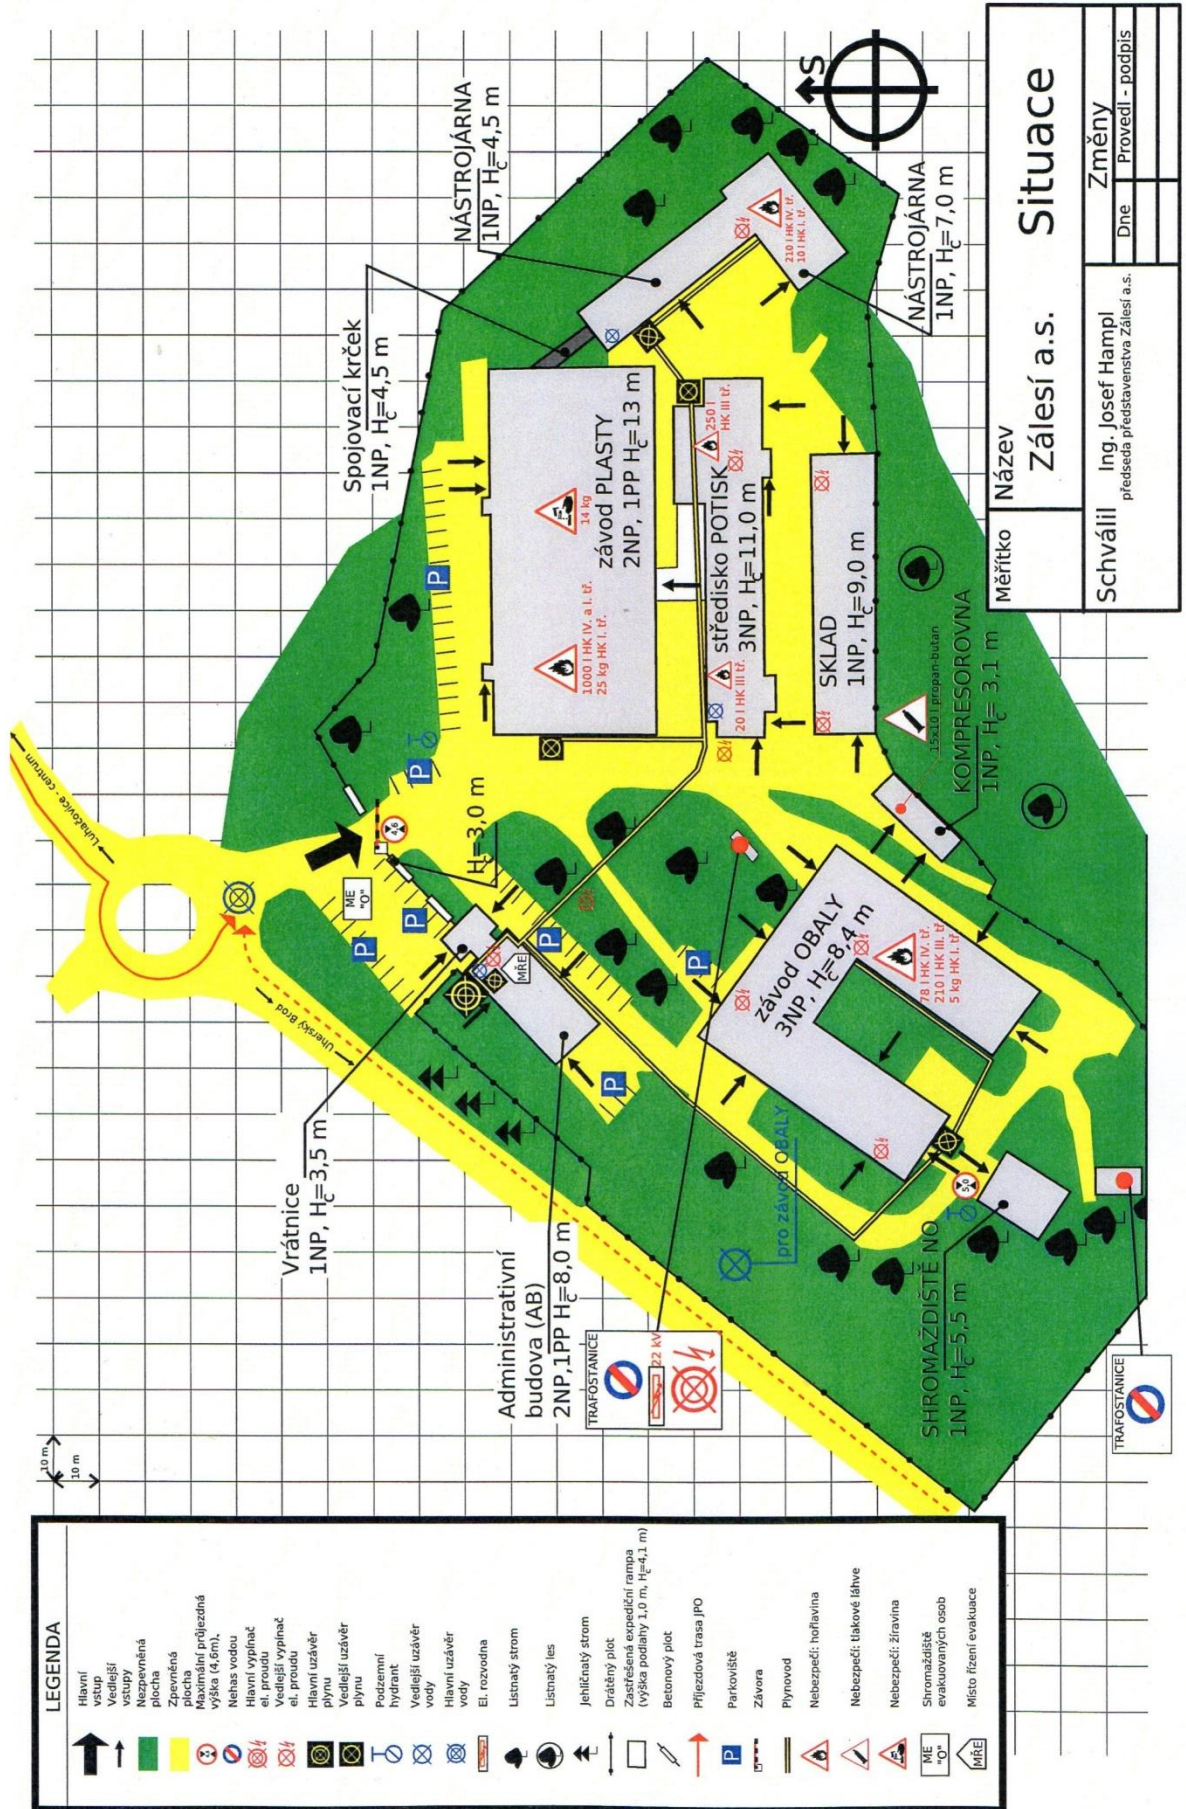 LEGENDA
Hlavní
vstup
Vedlejší
vstupy
Nezpevněná
plocha
Zpevněná
plocha
Maximální průjezdná
výška (4,6m),
Nehas vodou
Hlavní vypínač
el. proudu
Vedlejší vypínač
el. proudu
Hlavní uzávěr
plynu
Vedlejší uzávěr
plynu
Podzemní
hydrant
Vedlejší uzávěr
vody
Hlavní uzávěr
vody
El. rozvodna
Listnatý strom
Listnatý les
Jehličnatý strom
Drátěný plot
Zastřešená expediční rampa
(výška podlahy 1,0 m, Hc=4,1 m)
Betonový plot
Příjezdová trasa JPO
P
Parkoviště
Závora
Plynovod
Nebezpečí: hořlavina
Nebezpečí: tlakové láhve
Nebezpečí: žíravina
ME
"O"
Shromaždiště
evakuovaných osob
MŘE
Místo řízení evakuace
10 m
10 m
Luhačovice - centrum
Uherský Brod
ME
"O"
4,6
P
P
P
P
P
P
P
MŘE
Vrátnice
1NP, Hc=3,5 m
Hc=3,0 m
Administrativní
budova (AB)
2NP,1PP Hc=8,0 m
TRAFOSTANICE
22 kV
pro závod OBALY
Spojovací krček
1NP, Hc=4,5 m
NÁSTROJÁRNA
1NP, Hc=4,5 m
S
210 l HK IV. tř.
10 l HK I. tř.
NÁSTROJÁRNA
1NP, Hc=7,0 m
14 kg
1000 l HK IV. a I. tř.
25 kg HK I. tř.
závod PLASTY
2NP, 1PP Hc=13 m
250 l
HK III tř.
20 l HK III tř.
středisko POTISK
3NP, Hc=11,0 m
SKLAD
1NP, Hc=9,0 m
15x10 l propan-butan
KOMPRESOROVNA
1NP, Hc= 3,1 m
závod OBALY
3NP, Hc=8,4 m
78 l HK IV. tř.
210 l HK III. tř.
5 kg HK I. tř.
5,0
SHROMAŽDIŠTĚ NO
1NP, Hc=5,5 m
TRAFOSTANICE
Měřítko
Název
Zálesí a.s.
Situace
Schválil
Ing. Josef Hampl
předseda představenstva Zálesí a.s.
Změny
Dne
Provedl - podpis